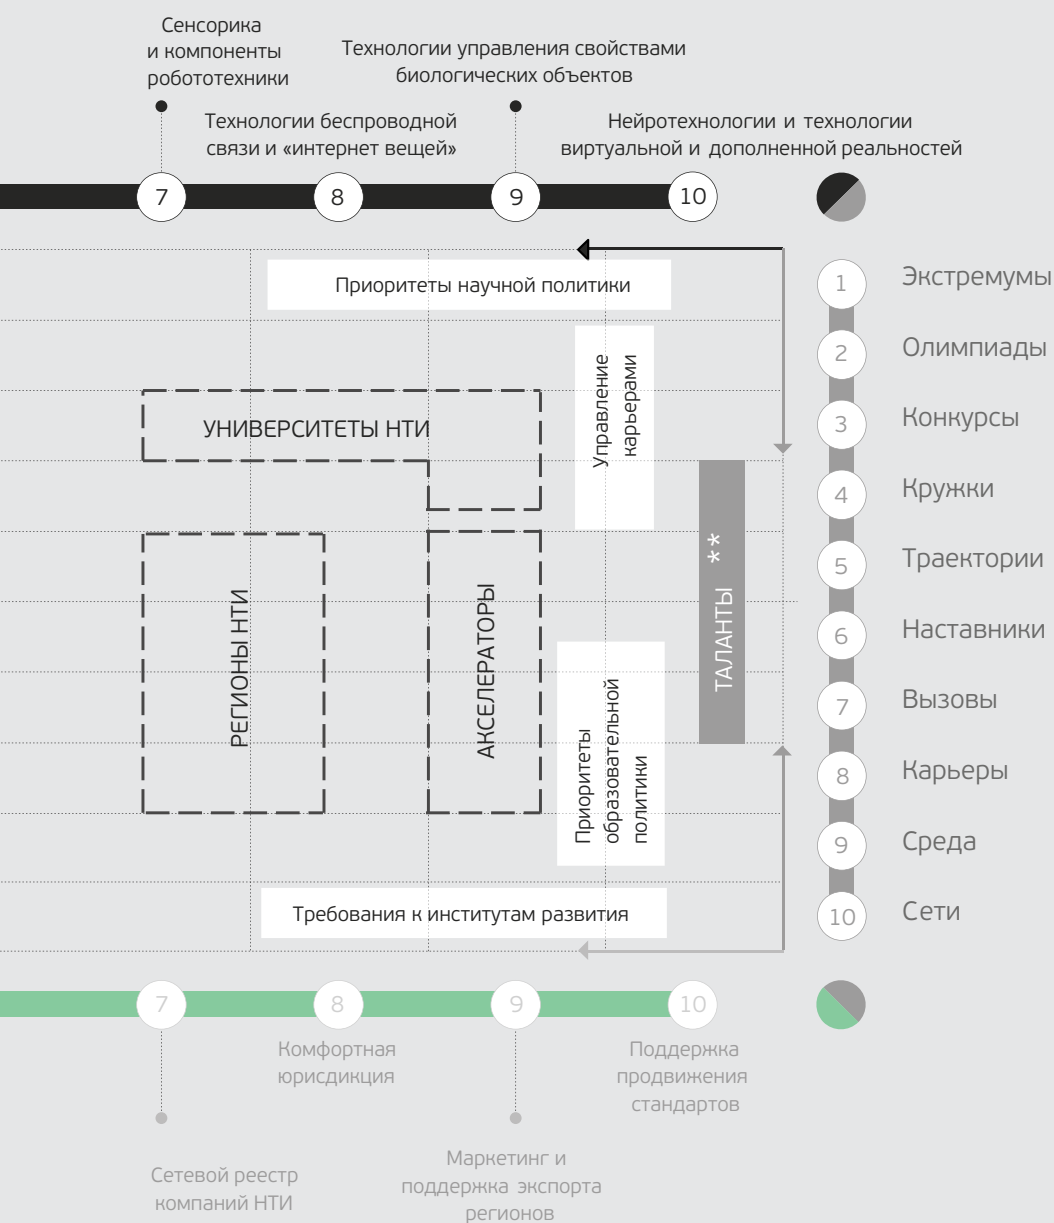 Сенсорика
и компоненты
робототехники
Технологии управления свойствами
биологических объектов
Технологии беспроводной
связи и «интернет вещей»
Нейротехнологии и технологии
виртуальной и дополненной реальностей
7
8
9
10
Приоритеты научной политики
Управление
карьерами
УНИВЕРСИТЕТЫ НТИ
РЕГИОНЫ НТИ
АКСЕЛЕРАТОРЫ
Приоритеты
образовательной
политики
ТАЛАНТЫ **
Требования к институтам развития
1
Экстремумы
2
Олимпиады
3
Конкурсы
4
Кружки
5
Траектории
6
Наставники
7
Вызовы
8
Карьеры
9
Среда
10
Сети
7
8
9
10
Комфортная
юрисдикция
Поддержка
продвижения
стандартов
Сетевой реестр
компаний НТИ
Маркетинг и
поддержка экспорта
регионов